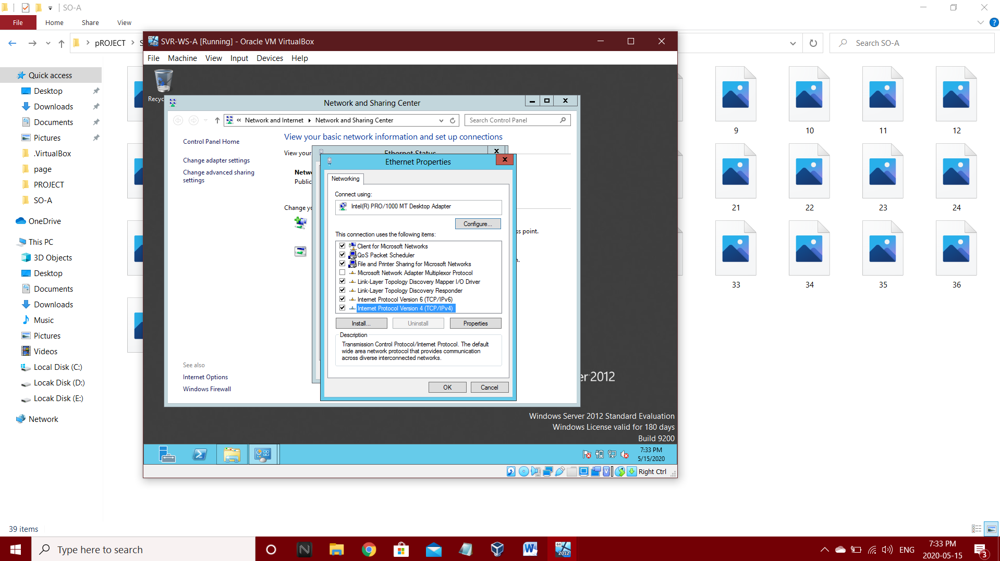 SO-A
File
Home
Share
View
pROJECT
Search SO-A
Quick access
Desktop
Downloads
Documents
Pictures
.VirtualBox
page
PROJECT
SO-A
OneDrive
This PC
3D Objects
Desktop
Documents
Downloads
Music
Pictures
Videos
Local Disk (C:)
Locak Disk (D:)
Locak Disk (E:)
Network
39 items
9
10
11
12
21
22
23
24
33
34
35
36
SVR-WS-A [Running] - Oracle VM VirtualBox
File
Machine
View
Input
Devices
Help
Recyc
Network and Sharing Center
Network and Internet
Network and Sharing Center
Search Control Panel
Control Panel Home
Change adapter settings
Change advanced sharing
settings
See also
Internet Options
Windows Firewall
View your basic network information and set up connections
View your
Netwo
Public
Change yo
ss point.
Ethernet Status
Ethernet Properties
Networking
Connect using:
Intel(R) PRO/1000 MT Desktop Adapter
Configure...
This connection uses the following items:
Client for Microsoft Networks
QoS Packet Scheduler
File and Printer Sharing for Microsoft Networks
Microsoft Network Adapter Multiplexor Protocol
Link-Layer Topology Discovery Mapper I/O Driver
Link-Layer Topology Discovery Responder
Internet Protocol Version 6 (TCP/IPv6)
Internet Protocol Version 4 (TCP/IPv4)
Install...
Uninstall
Properties
Description
Transmission Control Protocol/Internet Protocol. The default
wide area network protocol that provides communication
across diverse interconnected networks.
OK
Cancel
er 2012
Windows Server 2012 Standard Evaluation
Windows License valid for 180 days
Build 9200
7:33 PM
5/15/2020
Right Ctrl
Type here to search
64
2012
ENG
7:33 PM
2020-05-15
3